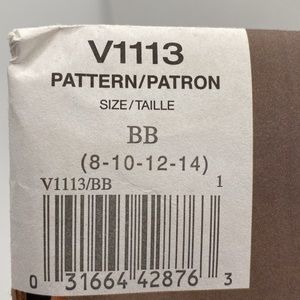 V1113
PATTERN/PATRON
SIZE/TAILLE
BB
(8-10-12-14)
V1113/BB 1
0 31664 42876 3